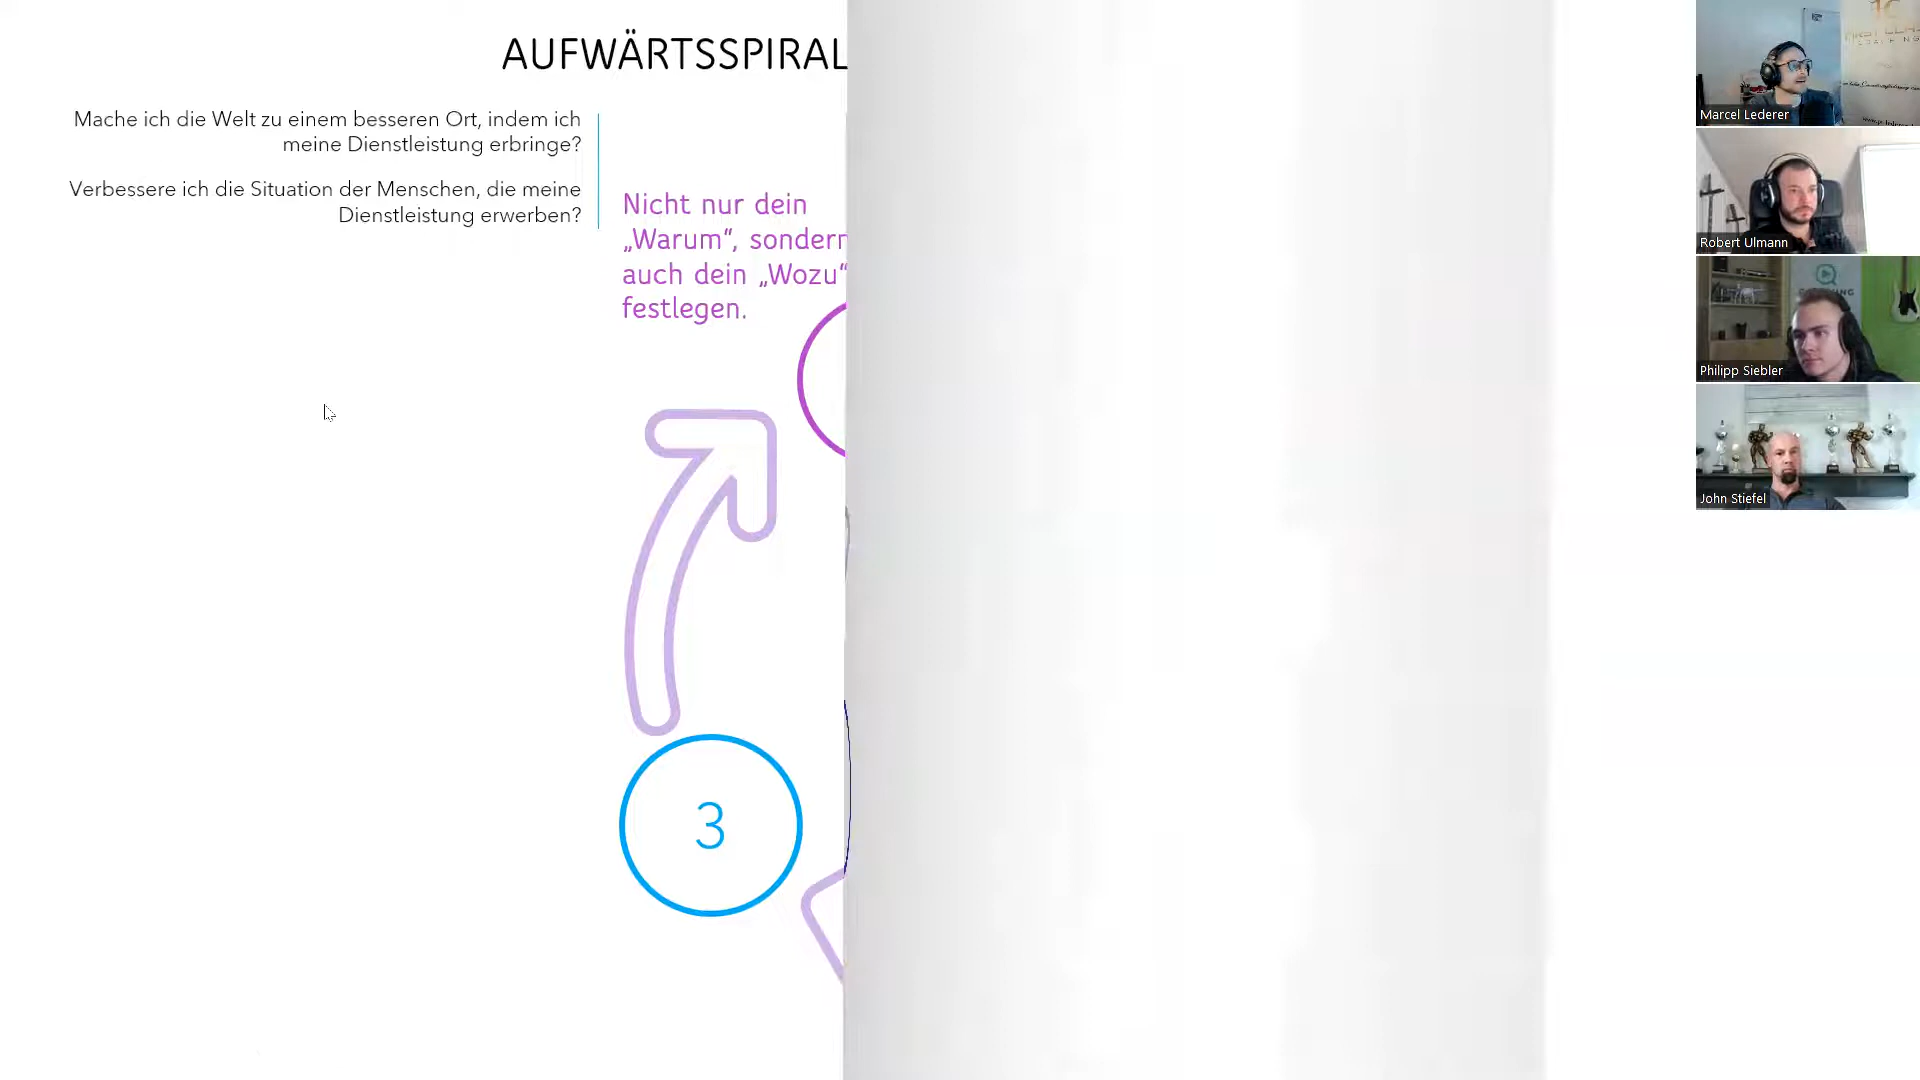 AUFWÄRTSSPIRAL
Mache ich die Welt zu einem besseren Ort, indem ich
meine Dienstleistung erbringe?
Verbessere ich die Situation der Menschen, die meine
Dienstleistung erwerben?
Nicht nur dein
„Warum“, sondern
auch dein „Wozu“
festlegen.
3
Marcel Lederer
Robert Ulmann
Philipp Siebler
John Stiefel